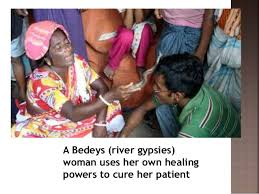 A Bedeys (river gypsies)
woman uses her own healing
powers to cure her patient